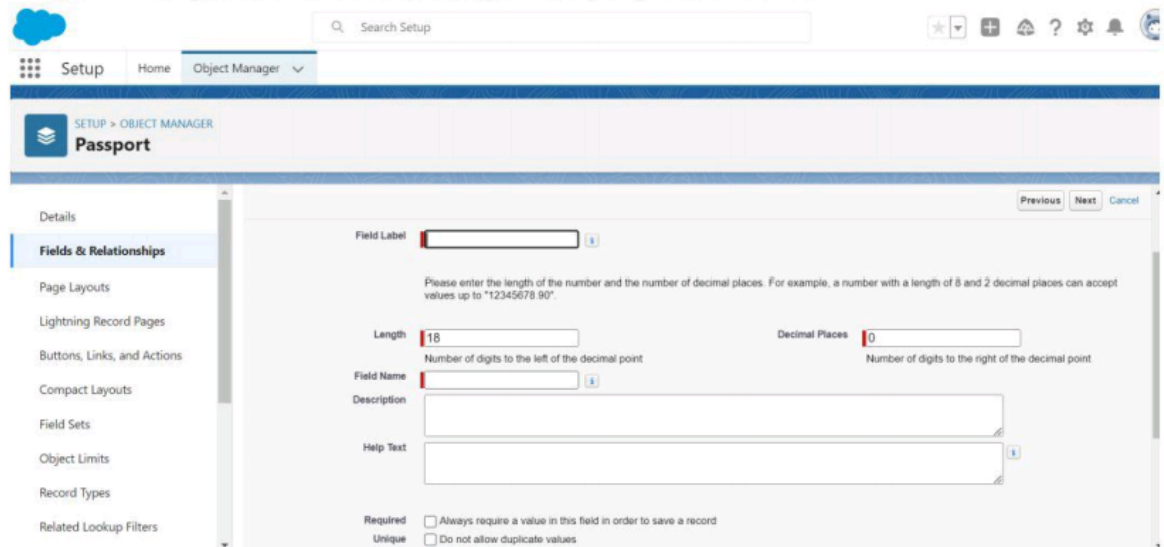 Search Setup
Setup
Home
Object Manager
SETUP > OBJECT MANAGER
Passport
Details
Fields & Relationships
Page Layouts
Lightning Record Pages
Buttons, Links, and Actions
Compact Layouts
Field Sets
Object Limits
Record Types
Related Lookup Filters
Previous Next Cancel
Field Label
Please enter the length of the number and the number of decimal places. For example, a number with a length of 8 and 2 decimal places can accept
values up to "12345678.90".
Length 18 Decimal Places 0
Number of digits to the left of the decimal point Number of digits to the right of the decimal point
Field Name
Description
Help Text
Required Always require a value in this field in order to save a record
Unique Do not allow duplicate values